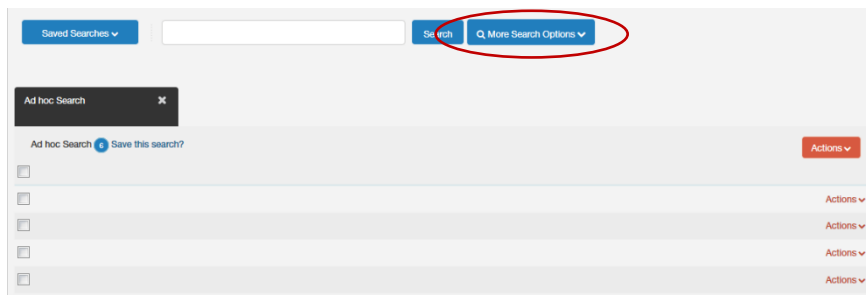 Saved Searches Search More Search Options
Ad hoc Search
Ad hoc Search 6 Save this search? Actions
Actions
Actions
Actions
Actions